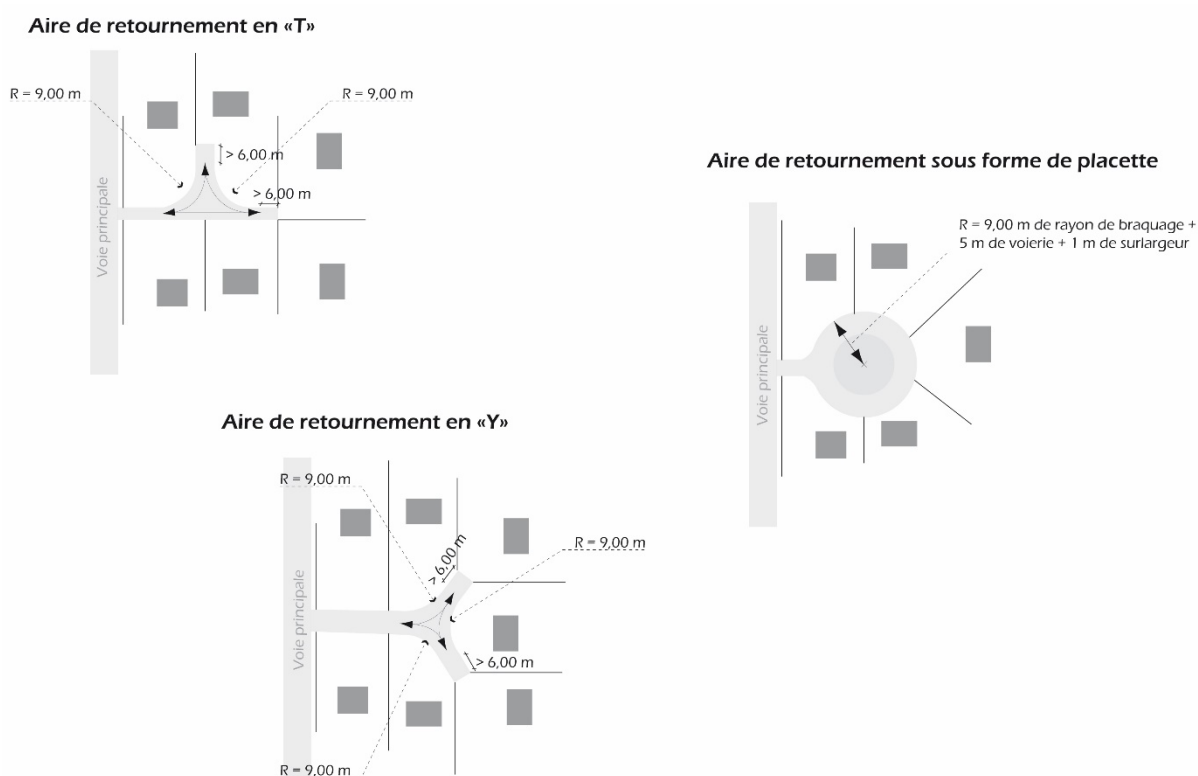 Aire de retournement en «T»
R = 9,00 m
R = 9,00 m
> 6,00 m
> 6,00 m
Voie principale
Aire de retournement sous forme de placette
R = 9,00 m de rayon de braquage +
5 m de voierie + 1 m de surlargeur
Voie principale
Aire de retournement en «Y»
R = 9,00 m
R = 9,00 m
> 6,00 m
> 6,00 m
Voie principale
R = 9,00 m